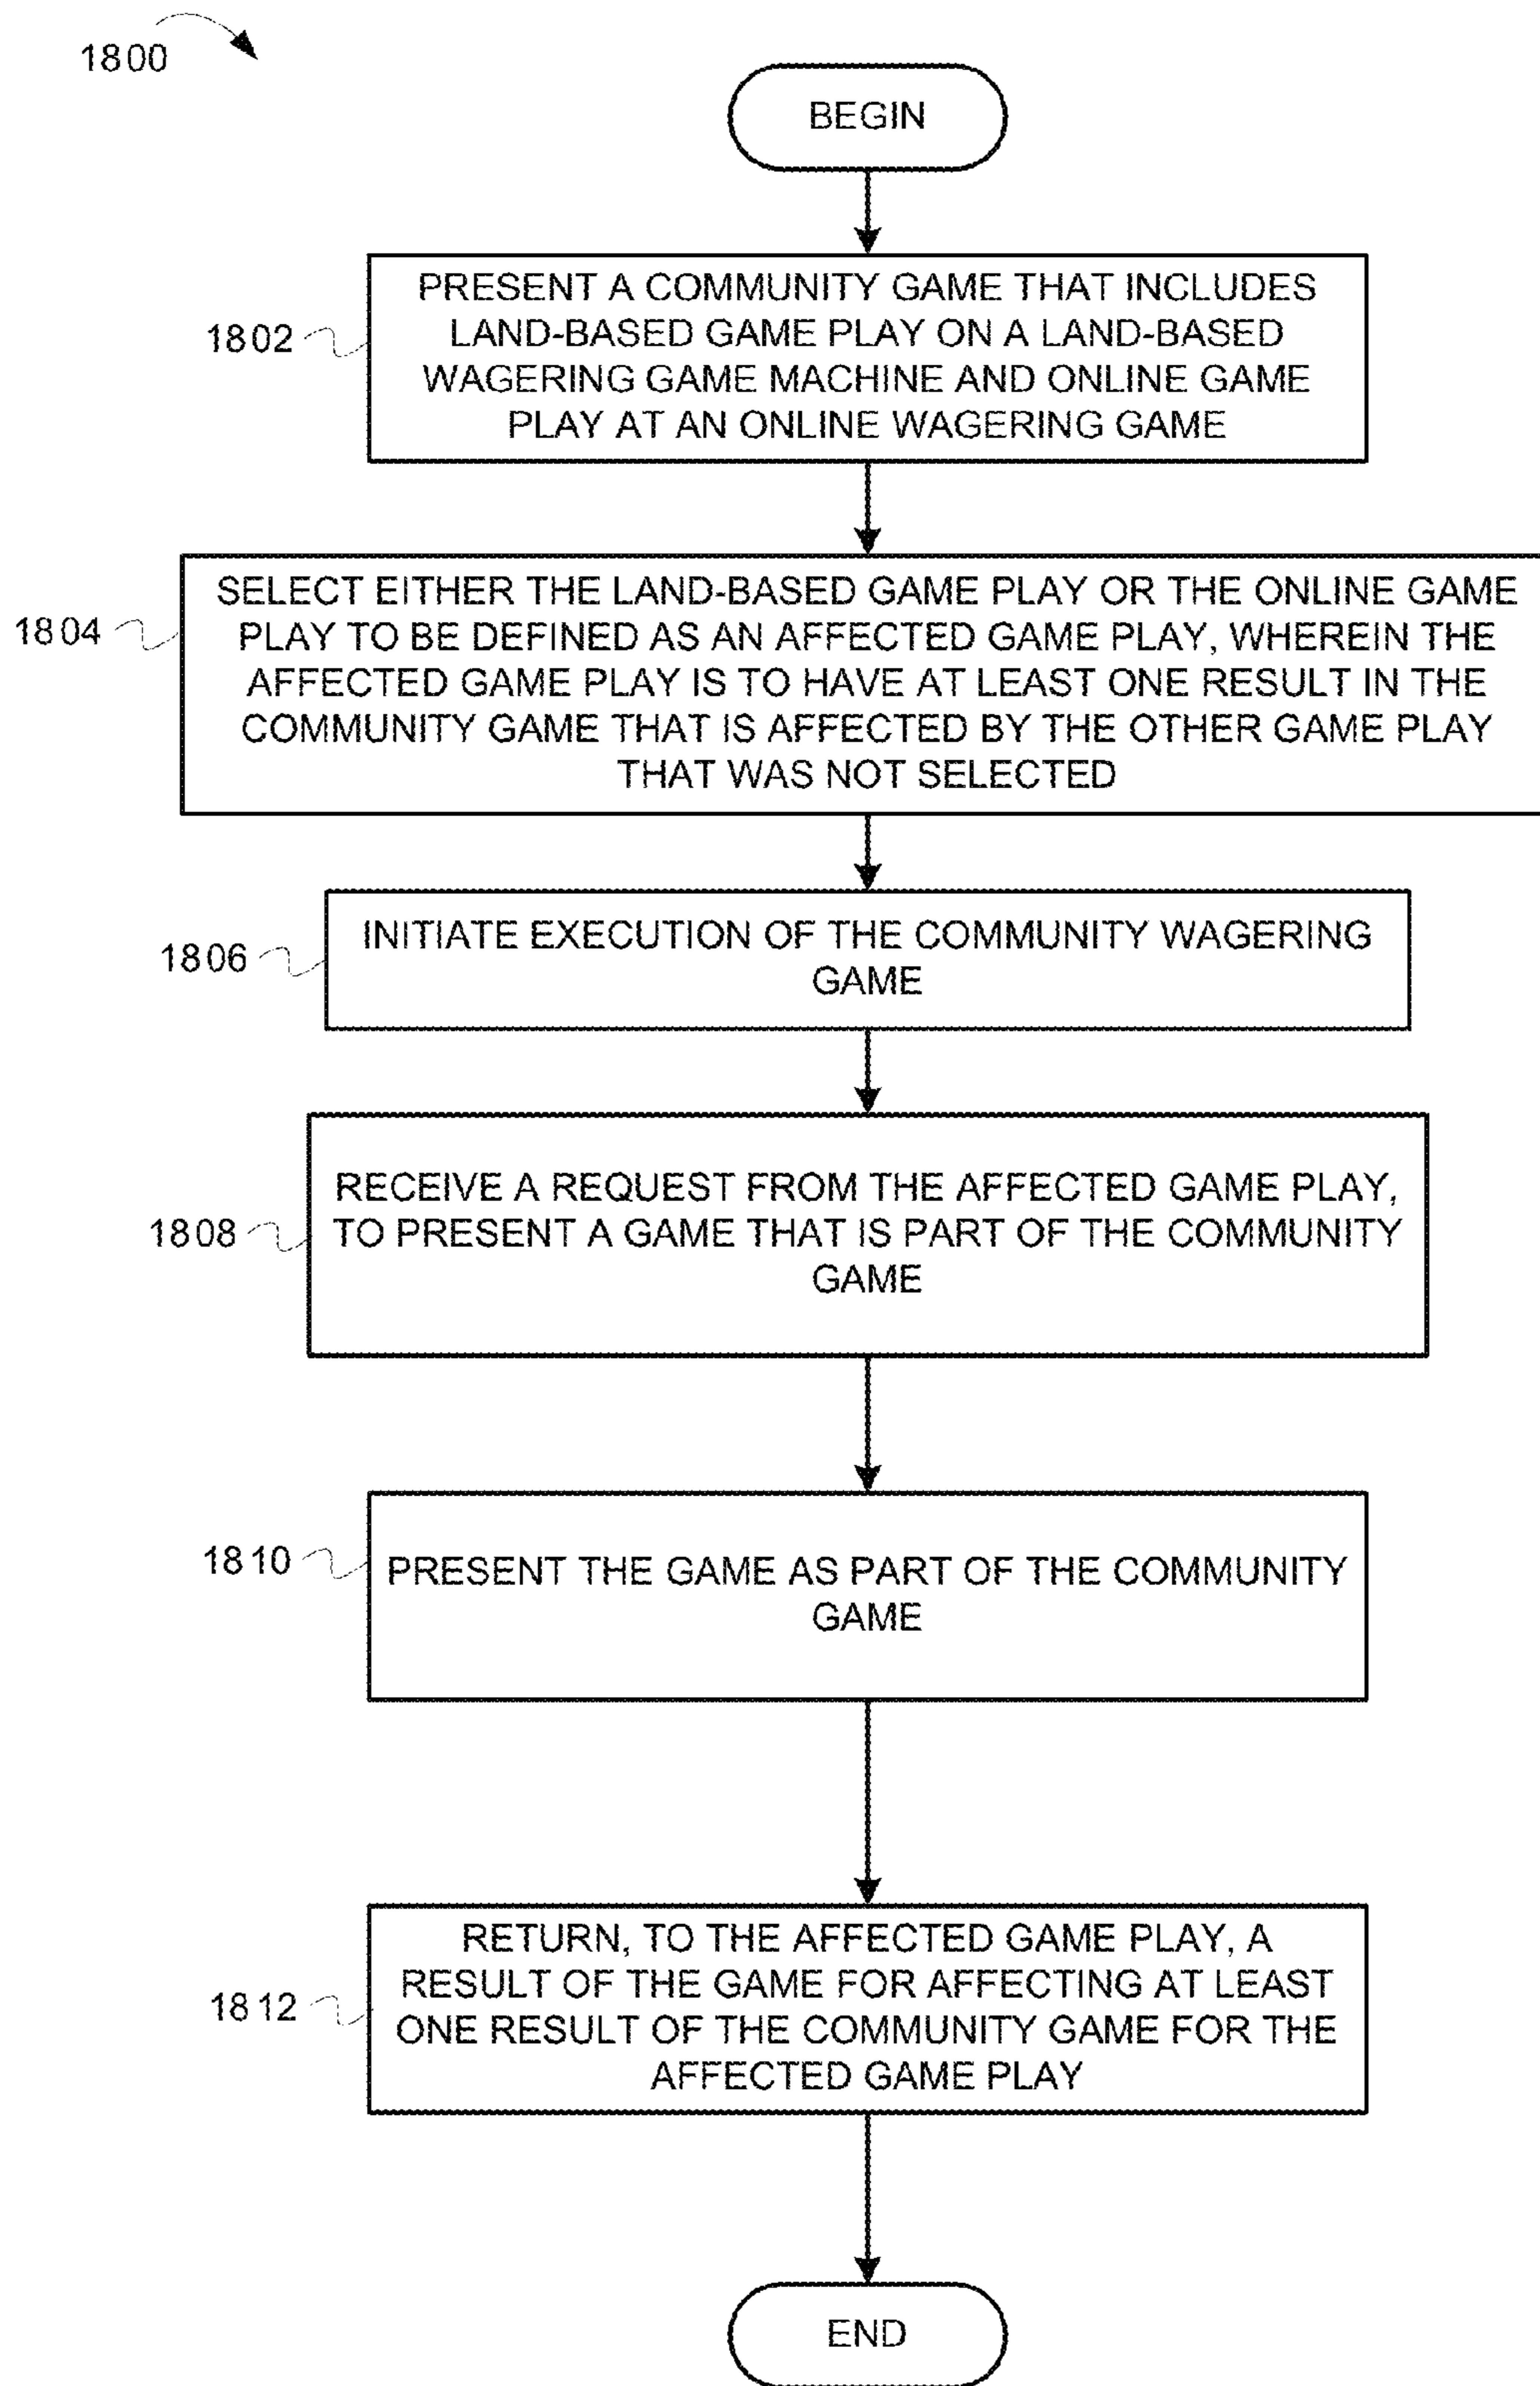 1800
BEGIN
1802
PRESENT A COMMUNITY GAME THAT INCLUDES
LAND-BASED GAME PLAY ON A LAND-BASED
WAGERING GAME MACHINE AND ONLINE GAME
PLAY AT AN ONLINE WAGERING GAME
1804
SELECT EITHER THE LAND-BASED GAME PLAY OR THE ONLINE GAME
PLAY TO BE DEFINED AS AN AFFECTED GAME PLAY, WHEREIN THE
AFFECTED GAME PLAY IS TO HAVE AT LEAST ONE RESULT IN THE
COMMUNITY GAME THAT IS AFFECTED BY THE OTHER GAME PLAY
THAT WAS NOT SELECTED
1806
INITIATE EXECUTION OF THE COMMUNITY WAGERING
GAME
1808
RECEIVE A REQUEST FROM THE AFFECTED GAME PLAY,
TO PRESENT A GAME THAT IS PART OF THE COMMUNITY
GAME
1810
PRESENT THE GAME AS PART OF THE COMMUNITY
GAME
1812
RETURN, TO THE AFFECTED GAME PLAY, A
RESULT OF THE GAME FOR AFFECTING AT LEAST
ONE RESULT OF THE COMMUNITY GAME FOR THE
AFFECTED GAME PLAY
END